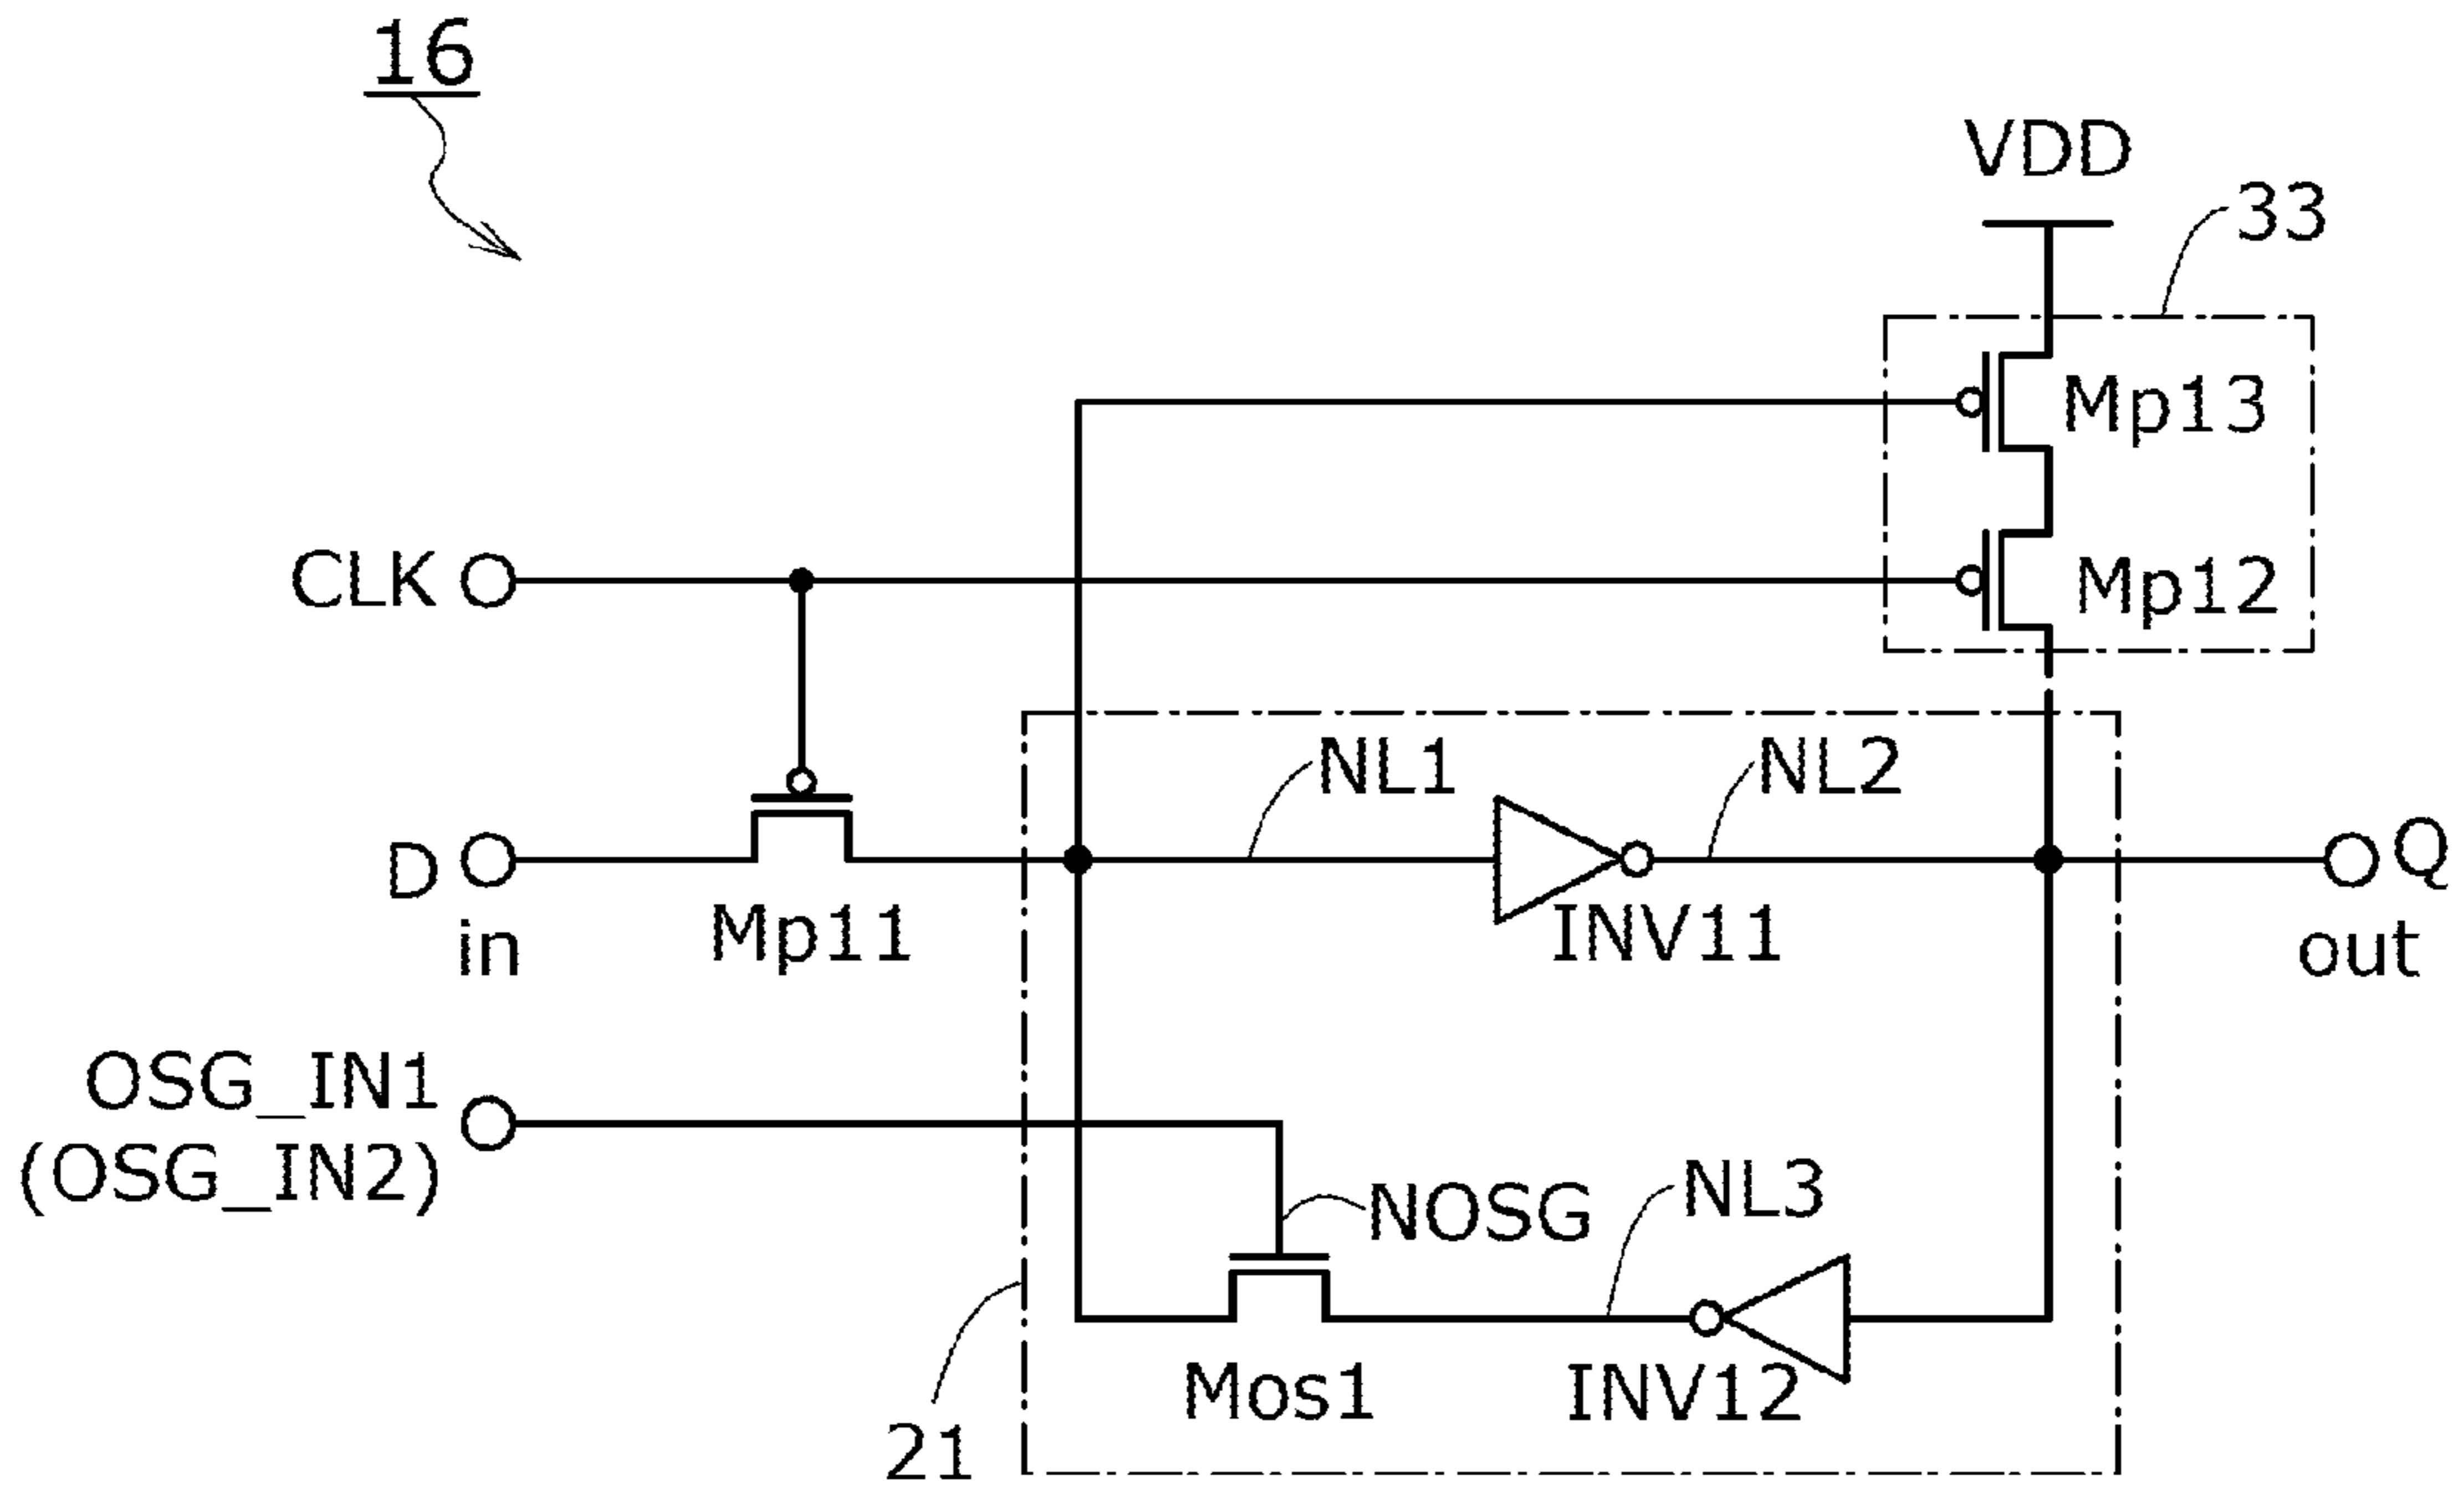 16
VDD
33
Mp13
CLK
Mp12
NL1
NL2
D
in
Mp11
INV11
Q
out
OSG_IN1
(OSG_IN2)
NOSG
NL3
Mos1
INV12
21